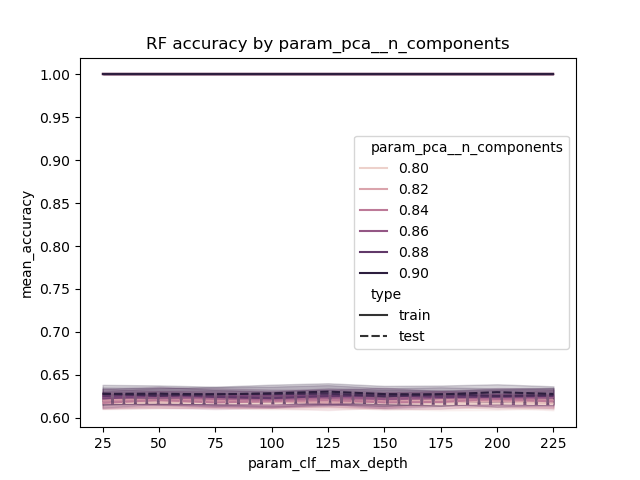 RF accuracy by param_pca__n_components
mean_accuracy
1.00
0.95
0.90
0.85
0.80
0.75
0.70
0.65
0.60
param_pca__n_components
0.80
0.82
0.84
0.86
0.88
0.90
type
train
test
25 50 75 100 125 150 175 200 225
param_clf__max_depth